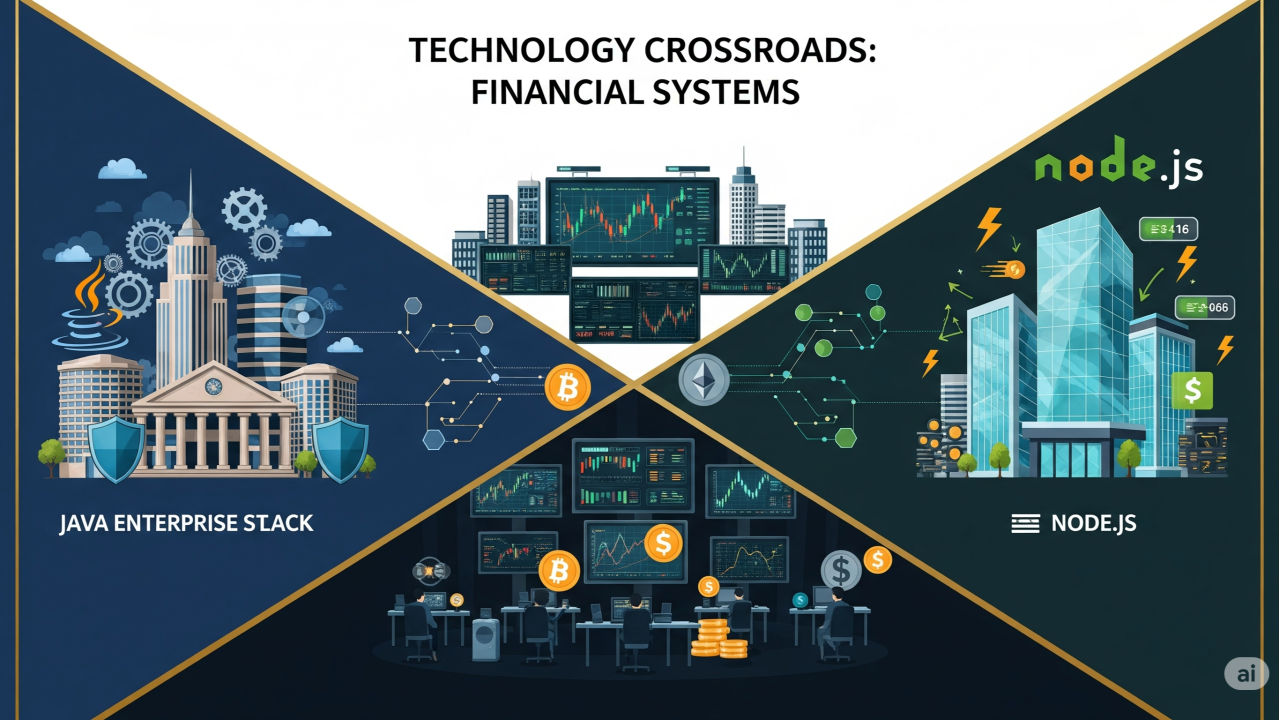 TECHNOLOGY CROSSROADS:
FINANCIAL SYSTEMS
node.js
JAVA ENTERPRISE STACK
NODE.JS
ai